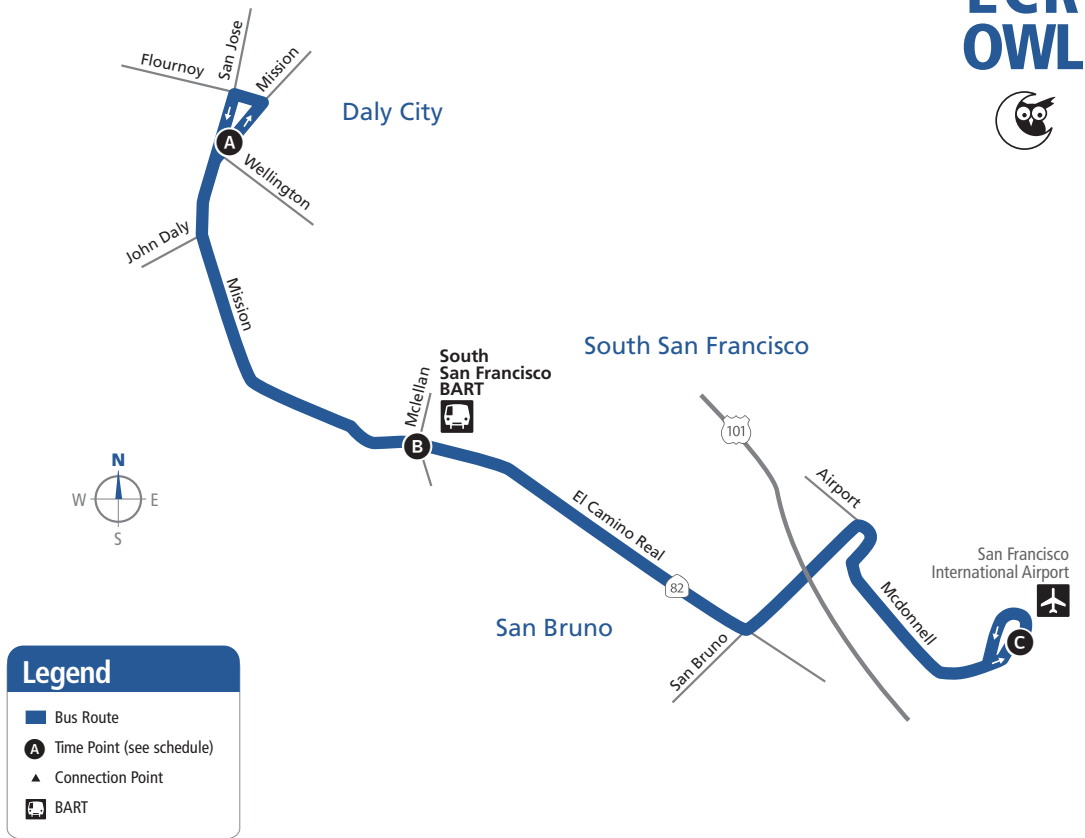 ECR
OWL
Flournoy
San Jose
Mission
Daly City
A
Wellington
John Daly
Mission
South San Francisco
South
San Francisco
BART
Mclellan
B
101
Airport
N
W
E
S
El Camino Real
82
San Francisco
International Airport
Mcdonnell
C
San Bruno
San Bruno
Legend
Bus Route
A Time Point (see schedule)
Connection Point
BART